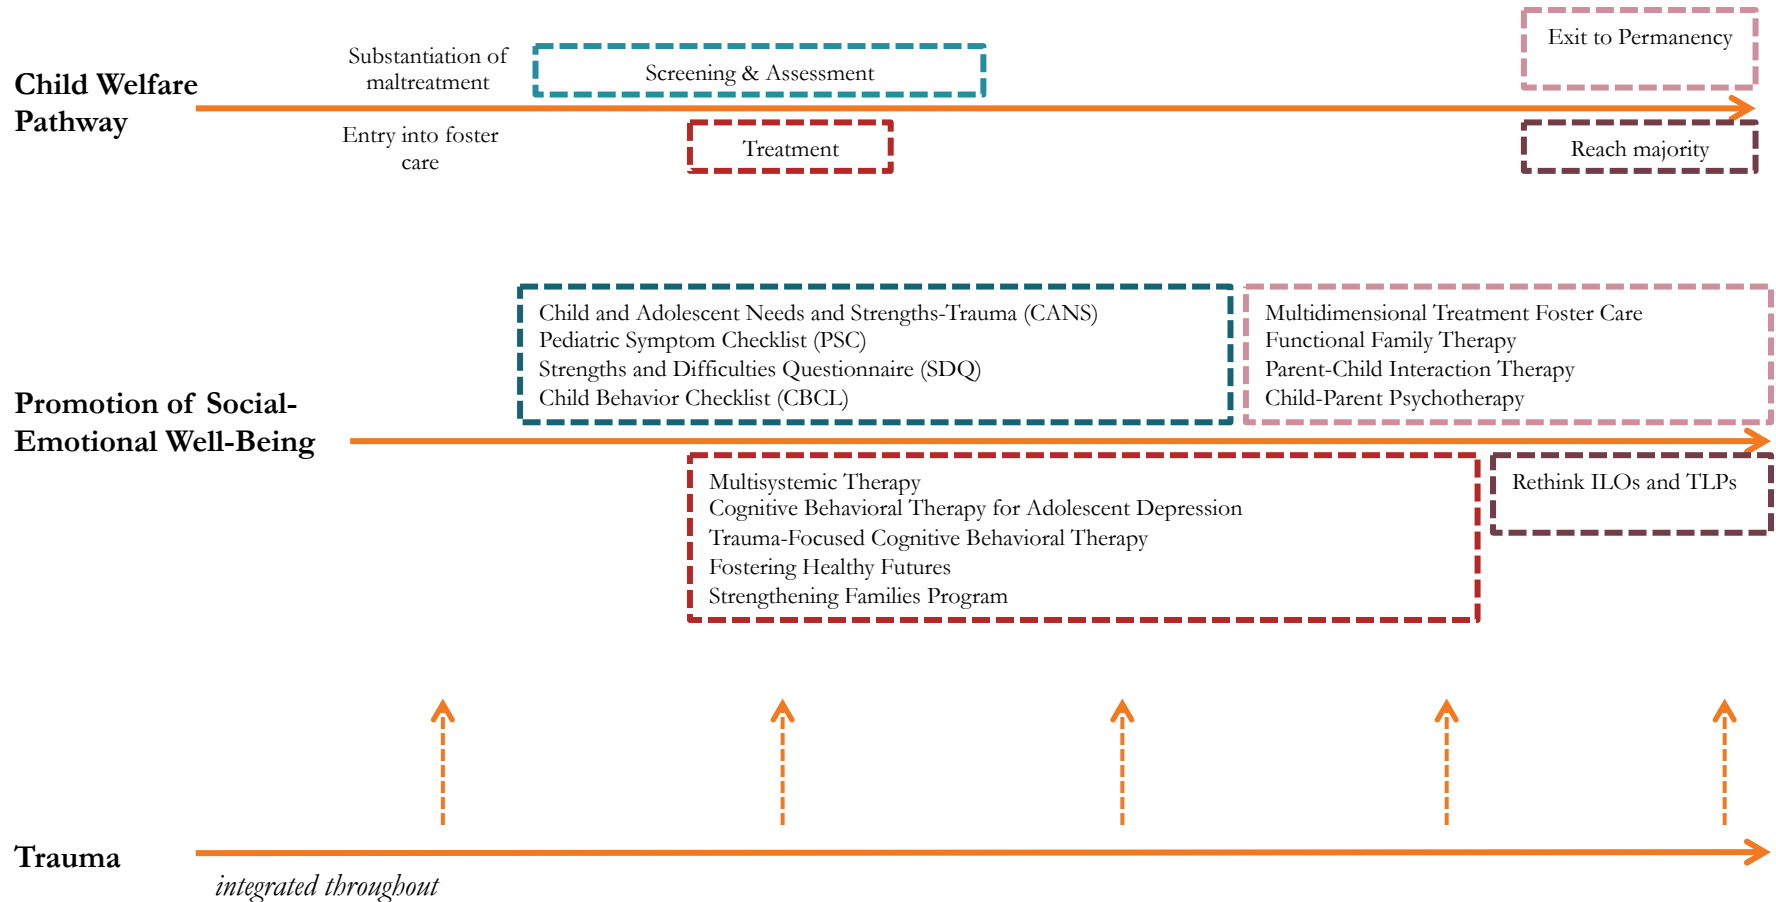 Child Welfare
Pathway
Substantiation of
maltreatment
Screening & Assessment
Exit to Permanency
Entry into foster
care
Treatment
Reach majority
Promotion of Social-
Emotional Well-Being
Child and Adolescent Needs and Strengths-Trauma (CANS)
Pediatric Symptom Checklist (PSC)
Strengths and Difficulties Questionnaire (SDQ)
Child Behavior Checklist (CBCL)
Multidimensional Treatment Foster Care
Functional Family Therapy
Parent-Child Interaction Therapy
Child-Parent Psychotherapy
Multisystemic Therapy
Cognitive Behavioral Therapy for Adolescent Depression
Trauma-Focused Cognitive Behavioral Therapy
Fostering Healthy Futures
Strengthening Families Program
Rethink ILOs and TLPs
Trauma
integrated throughout